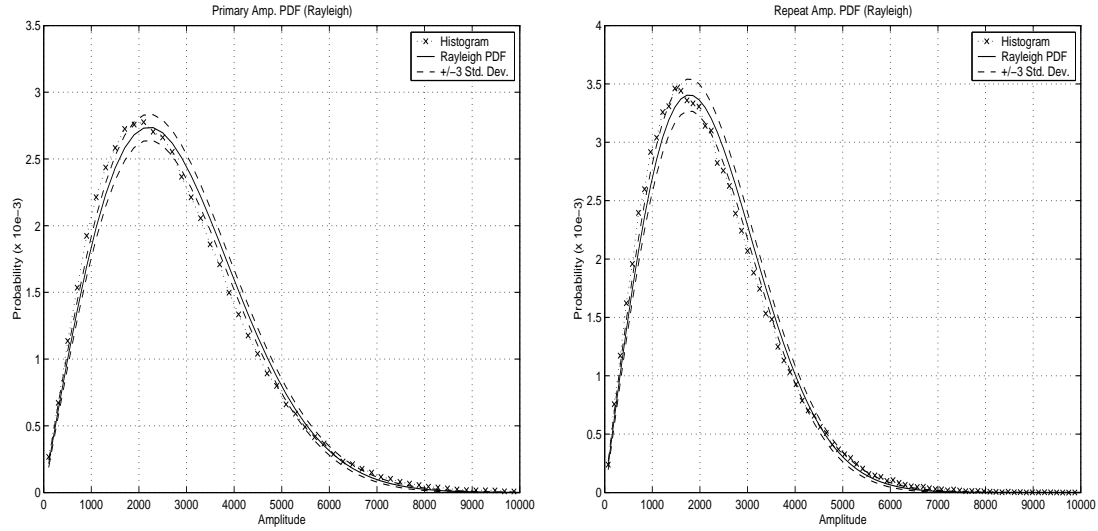 Primary Amp. PDF (Rayleigh)
3.5
3
2.5
2
1.5
1
0.5
0
Probability (x 10e−3)
Histogram
Rayleigh PDF
+/−3 Std. Dev.
0 1000 2000 3000 4000 5000 6000 7000 8000 9000 10000
Amplitude
Repeat Amp. PDF (Rayleigh)
4
3.5
3
2.5
2
1.5
1
0.5
0
Probability (x 10e−3)
Histogram
Rayleigh PDF
+/−3 Std. Dev.
0 1000 2000 3000 4000 5000 6000 7000 8000 9000 10000
Amplitude